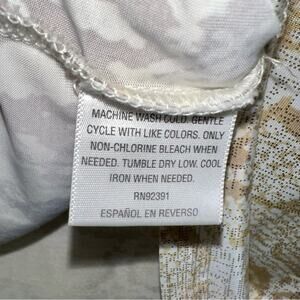 MACHINE WASH COLD. GENTLE
CYCLE WITH LIKE COLORS. ONLY
NON-CHLORINE BLEACH WHEN
NEEDED. TUMBLE DRY LOW. COOL
IRON WHEN NEEDED.
RN92391
ESPAÑOL EN REVERSO